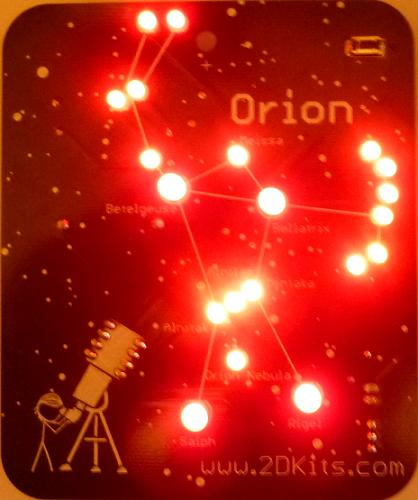 Orion
Meissa
Betelgeuse
Bellatrix
Alnitak
Orion Nebula
Rigel
Saiph
www.2DKits.com